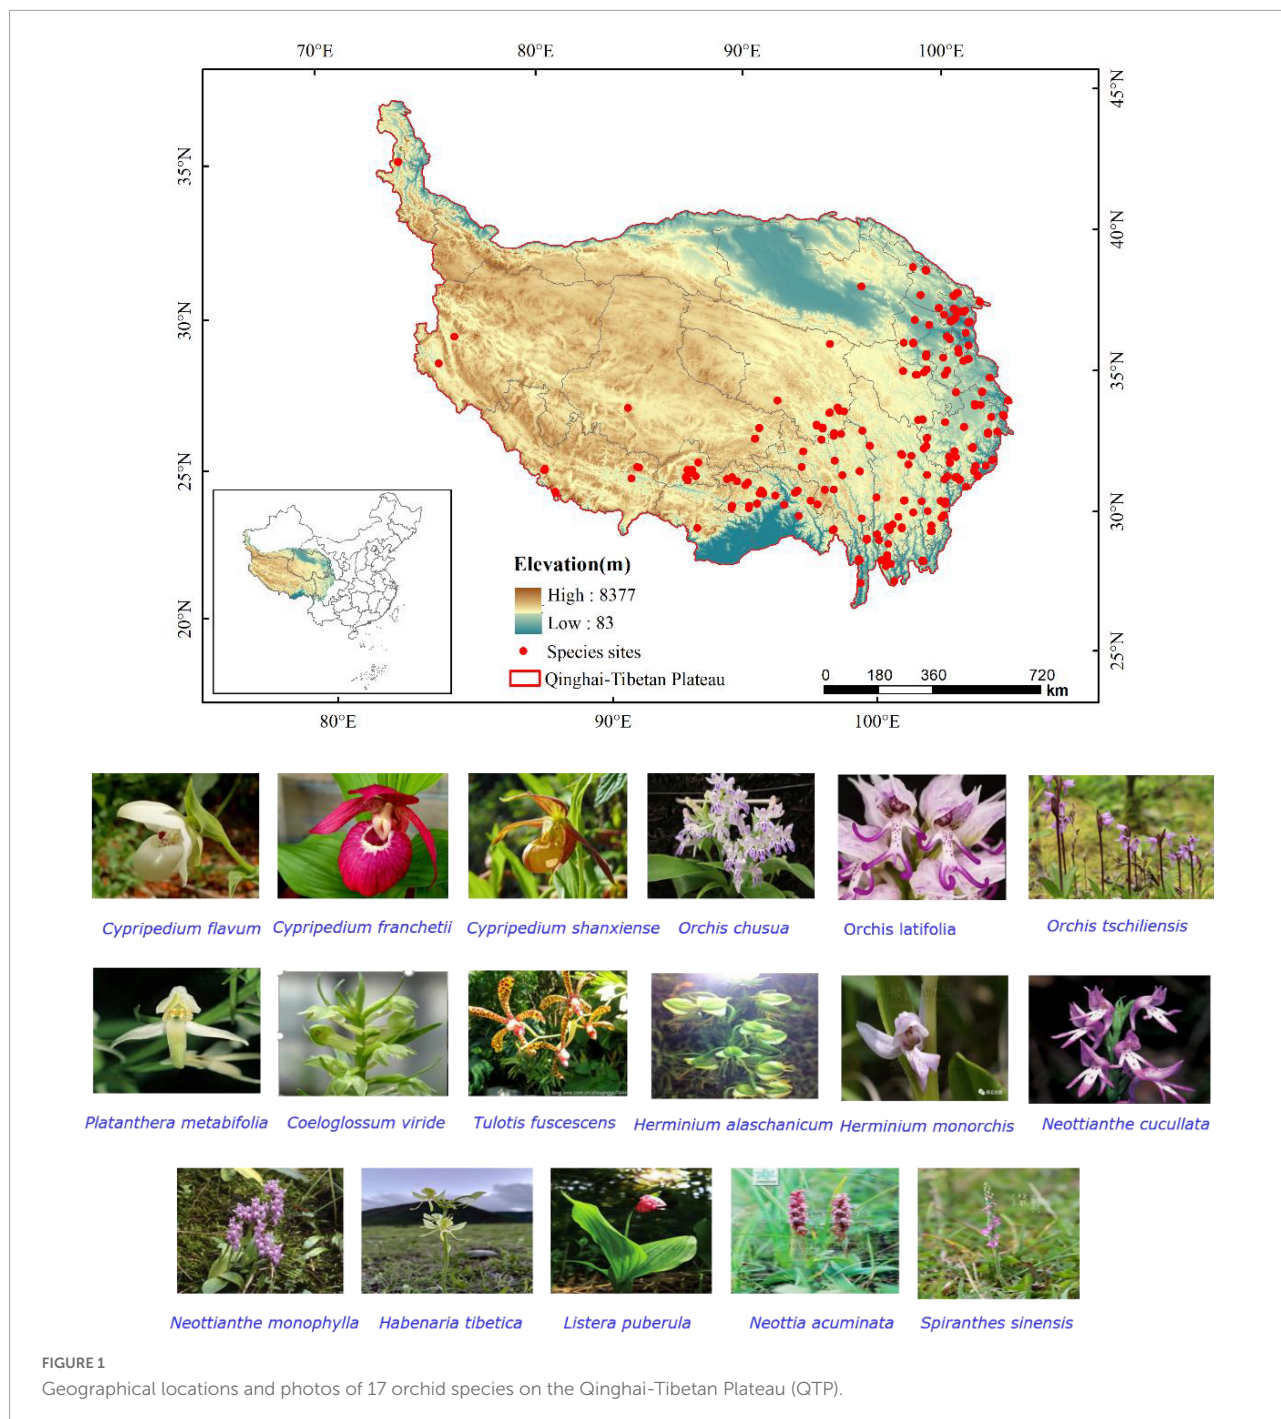 70°E 80°E 90°E 100°E
45°N
35°N
40°N
30°N
35°N
25°N
30°N
20°N
25°N
Elevation(m)
High : 8377
Low : 83
Species sites
Qinghai-Tibetan Plateau
0 180 360 720
km
80°E 90°E 100°E
Cypripedium flavum Cypripedium franchetii Cypripedium shanxiense Orchis chusua Orchis latifolia Orchis tschiliensis
Platanthera metabifolia Coeloglossum viride Tulotis fuscescens Herminium alaschanicum Herminium monorchis Neottianthe cucullata
Neottianthe monophylla Habenaria tibetica Listera puberula Neottia acuminata Spiranthes sinensis
FIGURE 1
Geographical locations and photos of 17 orchid species on the Qinghai-Tibetan Plateau (QTP).